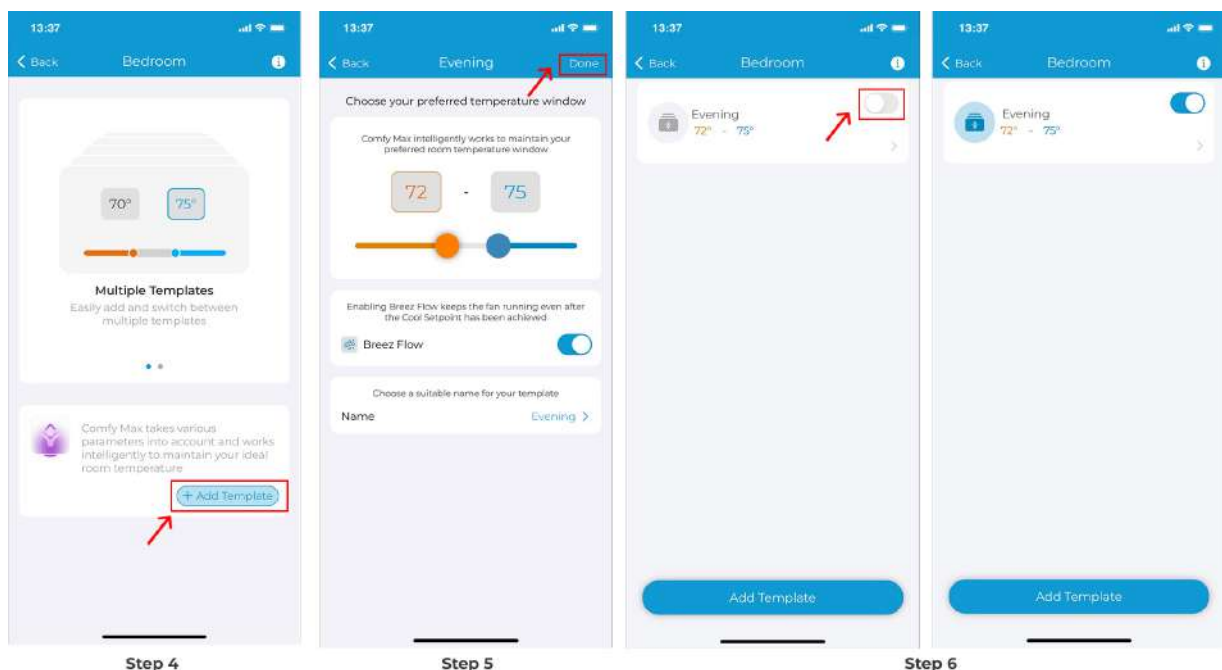 13:37
Back
Bedroom
70°
75°
Multiple Templates
Easily add and switch between
multiple templates
Comfy Max takes various
parameters into account and works
intelligently to maintain your ideal
room temperature
+ Add Template
Step 4
13:37
Back
Evening
Done
Choose your preferred temperature window
Comfy Max intelligently works to maintain your
preferred room temperature window
72 - 75
Enabling Breez Flow keeps the fan running even after
the Cool Setpoint has been achieved
Breez Flow
Choose a suitable name for your template
Name
Evening
Step 5
13:37
Back
Bedroom
Evening
72° - 75°
Add Template
13:37
Back
Bedroom
Evening
72° - 75°
Add Template
Step 6